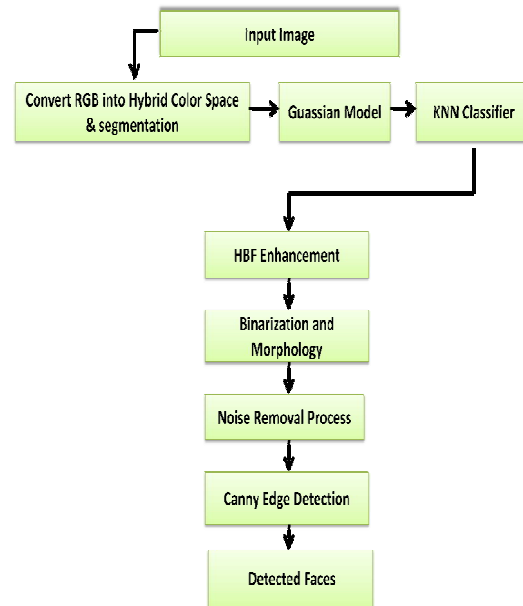 Input Image
Convert RGB into Hybrid Color Space
& segmentation
Guassian Model
KNN Classifier
HBF Enhancement
Binarization and
Morphology
Noise Removal Process
Canny Edge Detection
Detected Faces